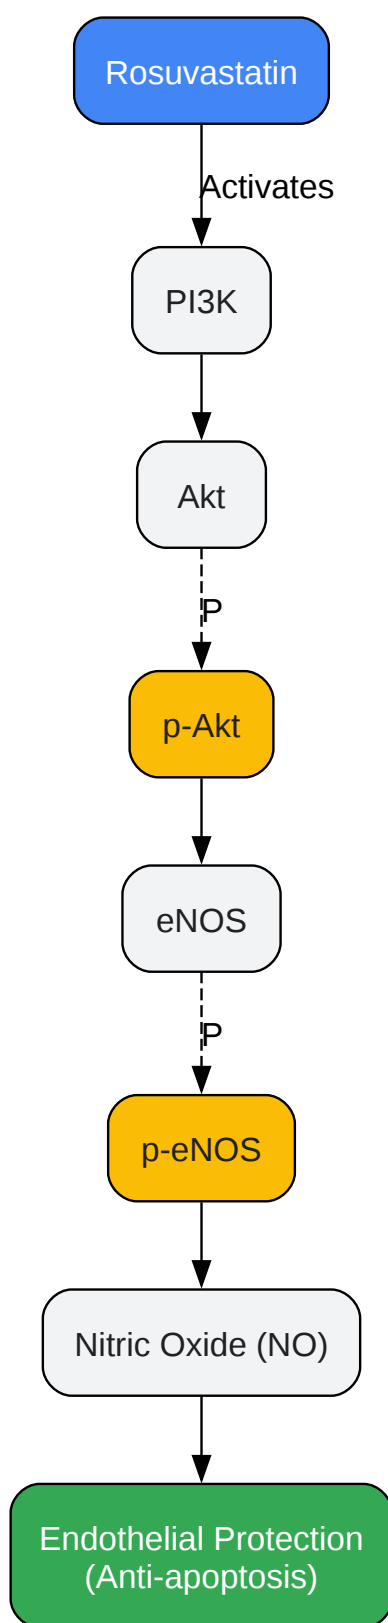 Rosuvastatin
Activates
PI3K
Akt
P
p-Akt
eNOS
P
p-eNOS
Nitric Oxide (NO)
Endothelial Protection
(Anti-apoptosis)